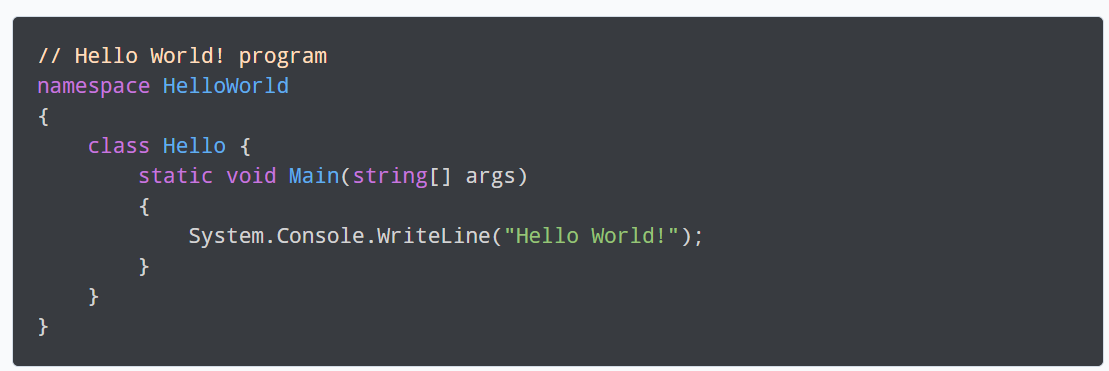 // Hello World! program
namespace HelloWorld
{
    class Hello {
        static void Main(string[] args)
        {
            System.Console.WriteLine("Hello World!");
        }
    }
}